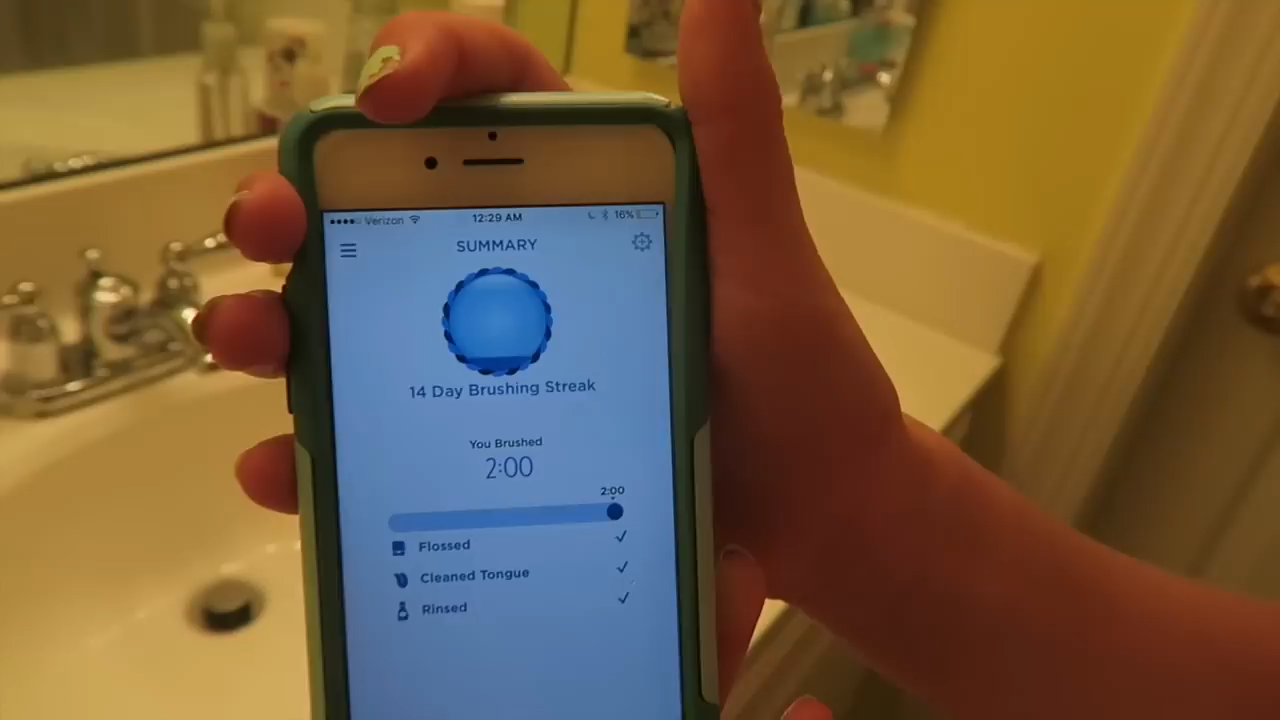 Verizon 12:29 AM 16%
SUMMARY
14 Day Brushing Streak
You Brushed
2:00
2:00
Flossed
Cleaned Tongue
Rinsed